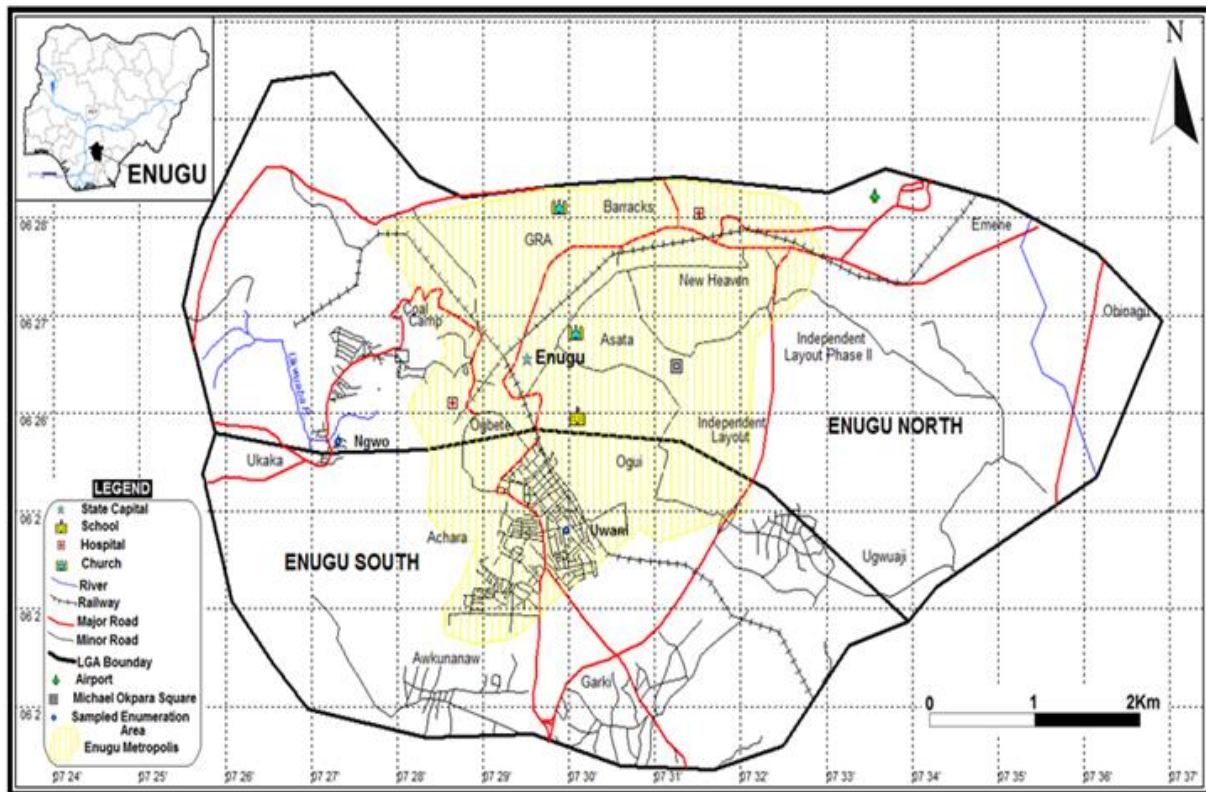 ENUGU
N
06 28
06 27
06 26
06 2
06 2
06 2
Barracks
GRA
Emene
New Heaven
Obinagu
Coal
Camp
Asata
Independent
Layout Phase II
Enugu
Ogbete
Independent
Layout
ENUGU NORTH
Ngwo
Ukaka
Ogui
Uwani
Achara
ENUGU SOUTH
Ugwuaji
Awkunanaw
Garki
LEGEND
State Capital
School
Hospital
Church
River
Railway
Major Road
Minor Road
LGA Bounday
Airport
Michael Okpara Square
Sampled Enumeration
Area
Enugu Metropolis
0 1 2Km
07 24' 07 25' 07 26' 07 27' 07 28' 07 29' 07 30' 07 31' 07 32' 07 33' 07 34' 07 35' 07 36' 07 37'